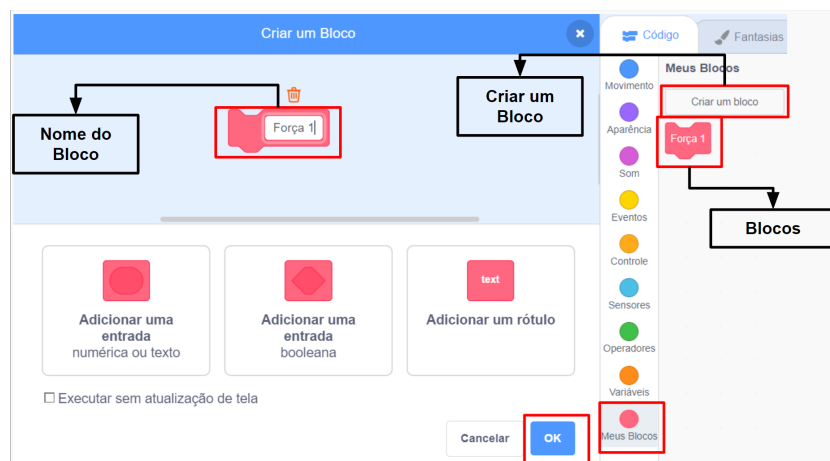 Criar um Bloco
Código
Fantasias
Movimento
Aparência
Som
Eventos
Controle
Sensores
Operadores
Variáveis
Meus Blocos
Meus Blocos
Criar um bloco
Força 1
Blocos
Criar um
Bloco
Nome do
Bloco
Força 1
Adicionar uma
entrada
numérica ou texto
Adicionar uma
entrada
booleana
text
Adicionar um rótulo
Executar sem atualização de tela
Cancelar
OK